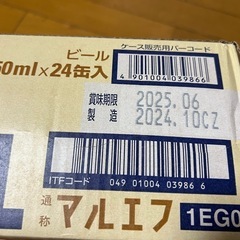 ケース販売用バーコード
ビール
50ml×24缶入
4 901004 039866
賞味期限 2025.06
製造 2024.10CZ
ITFコード 049 01004 03986 6
通称 マルエフ
1EG0